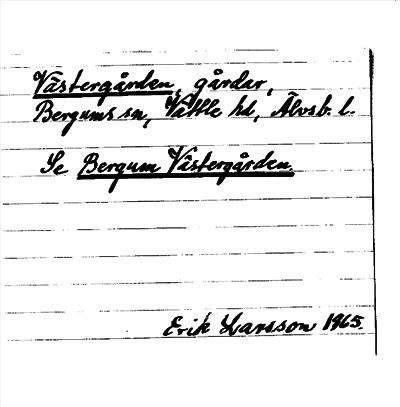 Västergården, gårdar,
Bergums sn, Vättle hd, Älvsb. l.
Se Bergum Västergården.
Erik Larsson 1965.